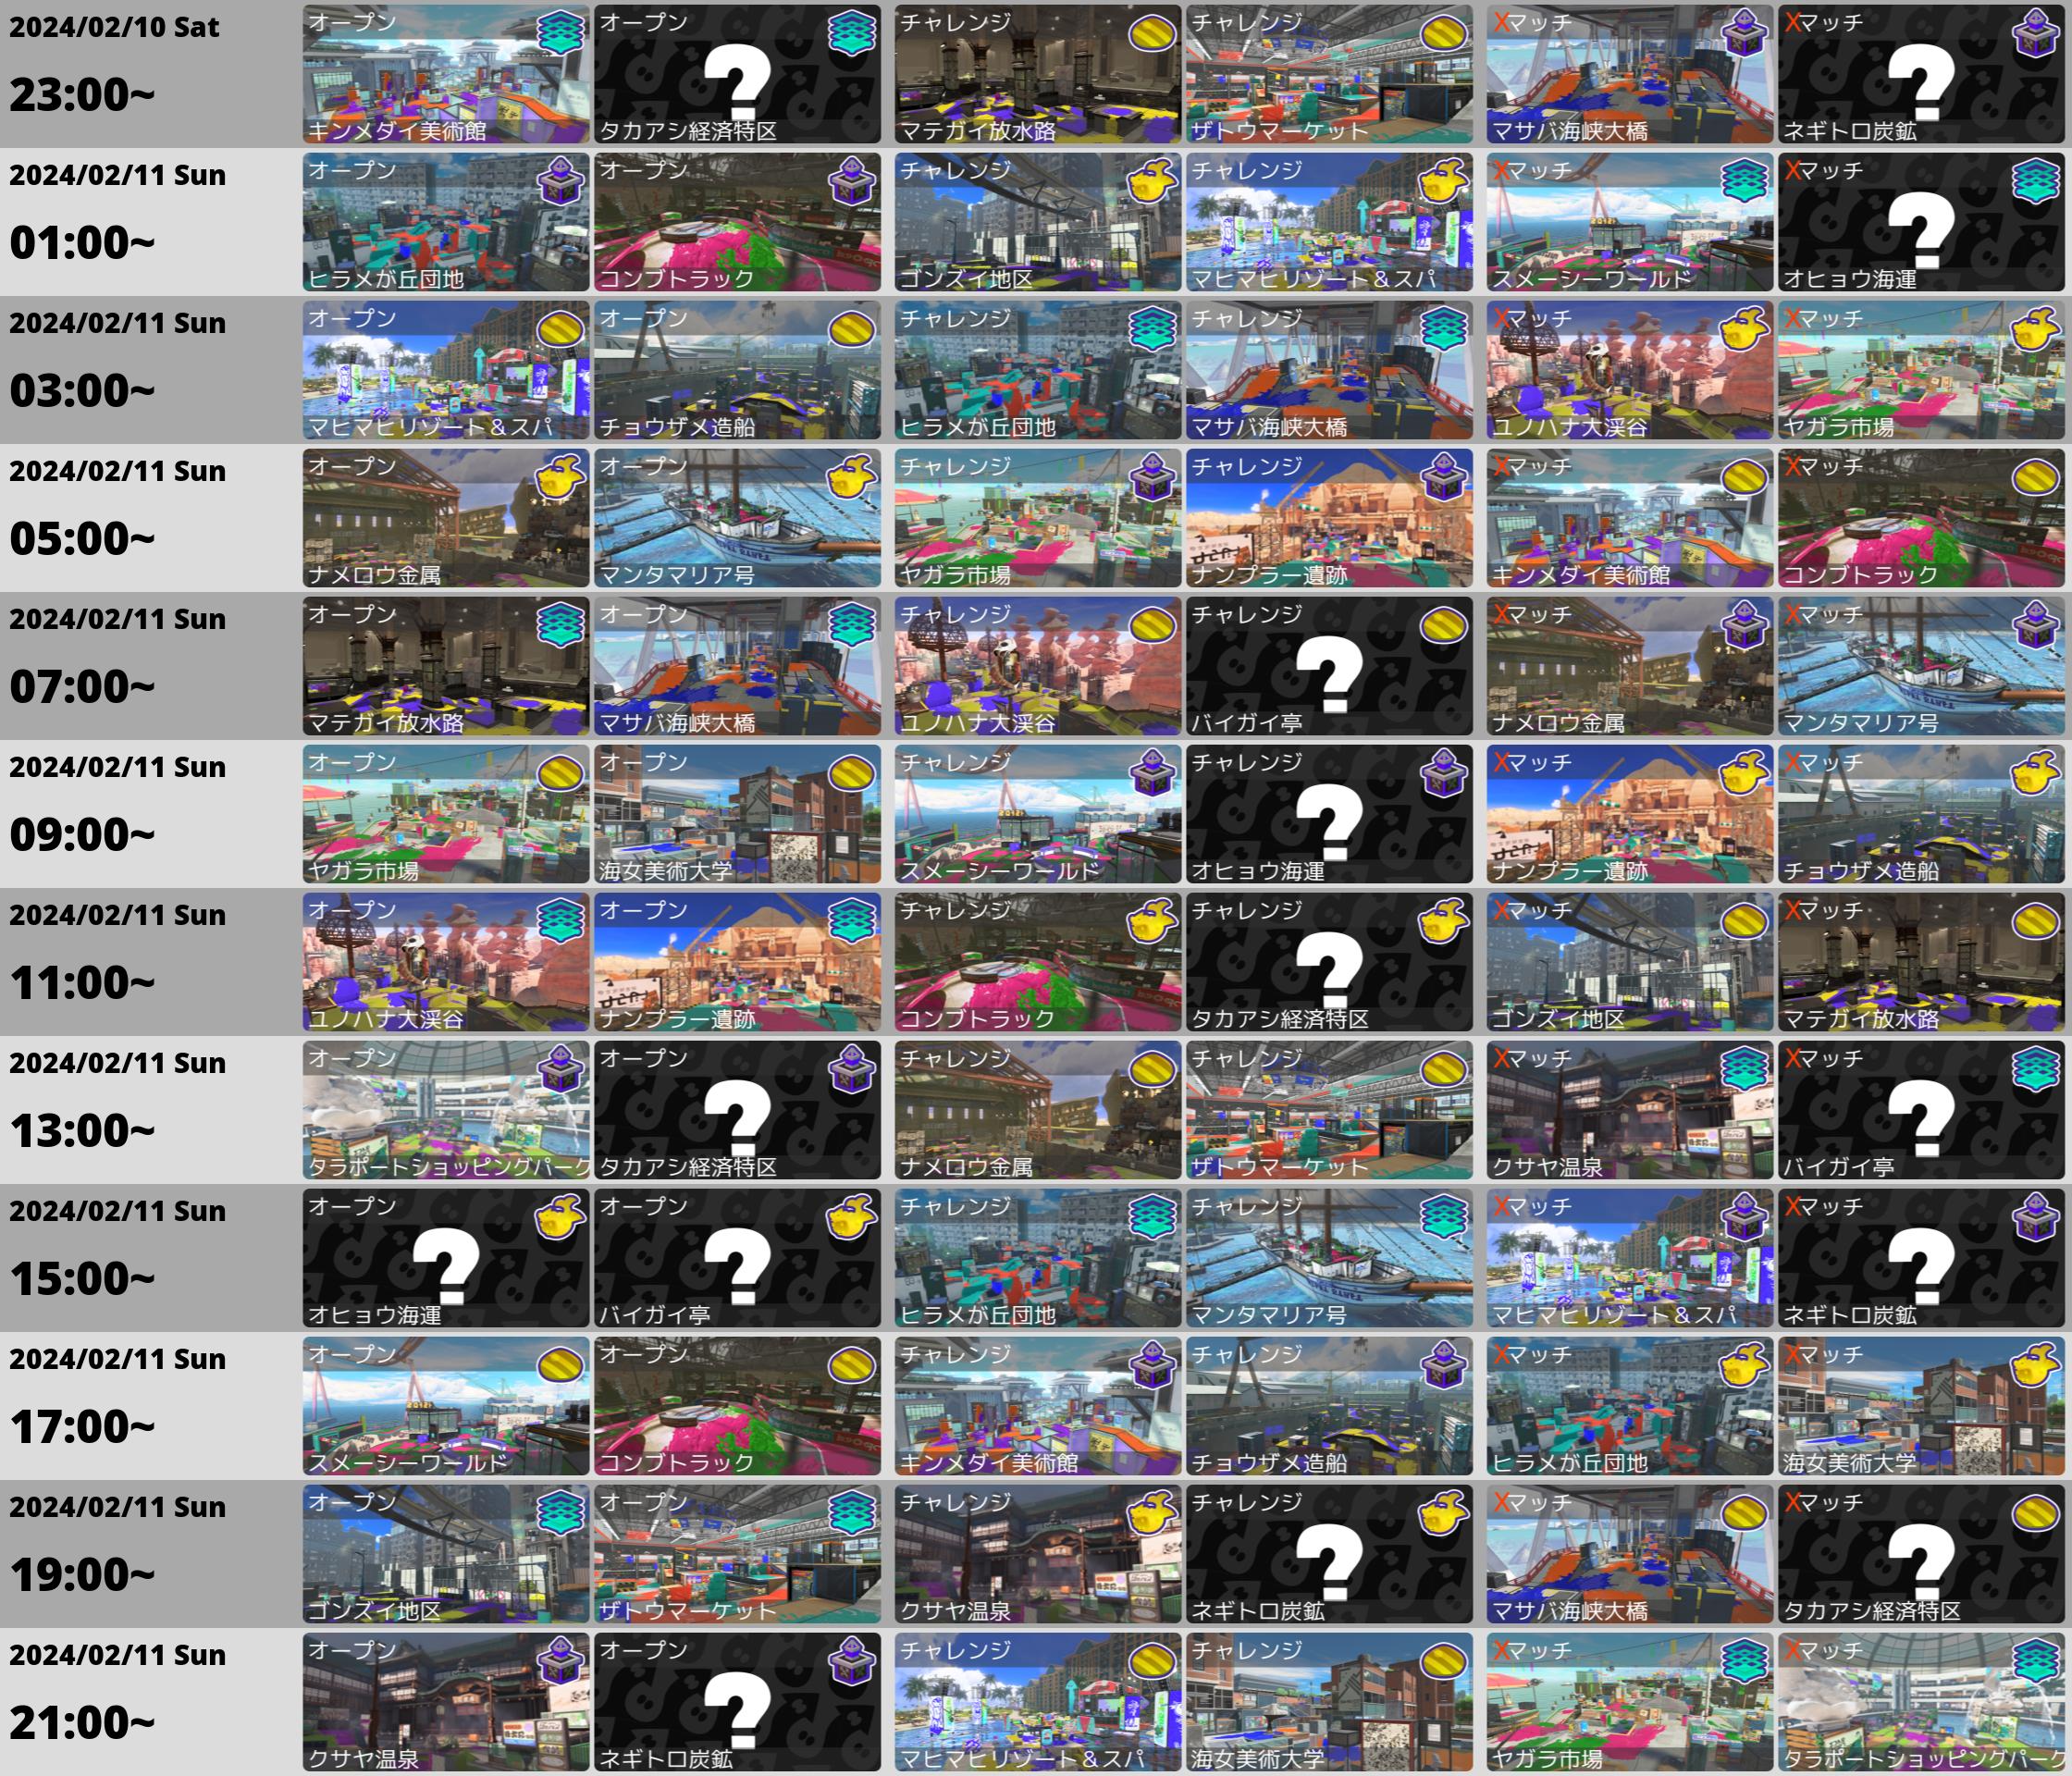 2024/02/10 Sat
23:00~
オープン
キンメダイ美術館
オープン
タカアシ経済特区
チャレンジ
マテガイ放水路
チャレンジ
ザトウマーケット
Xマッチ
マサバ海峡大橋
Xマッチ
ネギトロ炭鉱
2024/02/11 Sun
01:00~
オープン
ヒラメが丘団地
オープン
コンブトラック
チャレンジ
ゴンズイ地区
チャレンジ
マヒマヒリゾート＆スパ
Xマッチ
スメーシーワールド
Xマッチ
オヒョウ海運
2024/02/11 Sun
03:00~
オープン
マヒマヒリゾート＆スパ
オープン
チョウザメ造船
チャレンジ
ヒラメが丘団地
チャレンジ
マサバ海峡大橋
Xマッチ
ユノハナ大渓谷
Xマッチ
ヤガラ市場
2024/02/11 Sun
05:00~
オープン
ナメロウ金属
オープン
マンタマリア号
チャレンジ
ヤガラ市場
チャレンジ
ナンプラー遺跡
Xマッチ
キンメダイ美術館
Xマッチ
コンブトラック
2024/02/11 Sun
07:00~
オープン
マテガイ放水路
オープン
マサバ海峡大橋
チャレンジ
ユノハナ大渓谷
チャレンジ
バイガイ亭
Xマッチ
ナメロウ金属
Xマッチ
マンタマリア号
2024/02/11 Sun
09:00~
オープン
ヤガラ市場
オープン
海女美術大学
チャレンジ
スメーシーワールド
チャレンジ
オヒョウ海運
Xマッチ
ナンプラー遺跡
Xマッチ
チョウザメ造船
2024/02/11 Sun
11:00~
オープン
ユノハナ大渓谷
オープン
ナンプラー遺跡
チャレンジ
コンブトラック
チャレンジ
タカアシ経済特区
Xマッチ
ゴンズイ地区
Xマッチ
マテガイ放水路
2024/02/11 Sun
13:00~
オープン
タラポートショッピングパーク
オープン
タカアシ経済特区
チャレンジ
ナメロウ金属
チャレンジ
ザトウマーケット
Xマッチ
クサヤ温泉
Xマッチ
バイガイ亭
2024/02/11 Sun
15:00~
オープン
オヒョウ海運
オープン
バイガイ亭
チャレンジ
ヒラメが丘団地
チャレンジ
マンタマリア号
Xマッチ
マヒマヒリゾート＆スパ
Xマッチ
ネギトロ炭鉱
2024/02/11 Sun
17:00~
オープン
スメーシーワールド
オープン
コンブトラック
チャレンジ
キンメダイ美術館
チャレンジ
チョウザメ造船
Xマッチ
ヒラメが丘団地
Xマッチ
海女美術大学
2024/02/11 Sun
19:00~
オープン
ゴンズイ地区
オープン
ザトウマーケット
チャレンジ
クサヤ温泉
チャレンジ
ネギトロ炭鉱
Xマッチ
マサバ海峡大橋
Xマッチ
タカアシ経済特区
2024/02/11 Sun
21:00~
オープン
クサヤ温泉
オープン
ネギトロ炭鉱
チャレンジ
マヒマヒリゾート＆スパ
チャレンジ
海女美術大学
Xマッチ
ヤガラ市場
Xマッチ
タラポートショッピングパーク